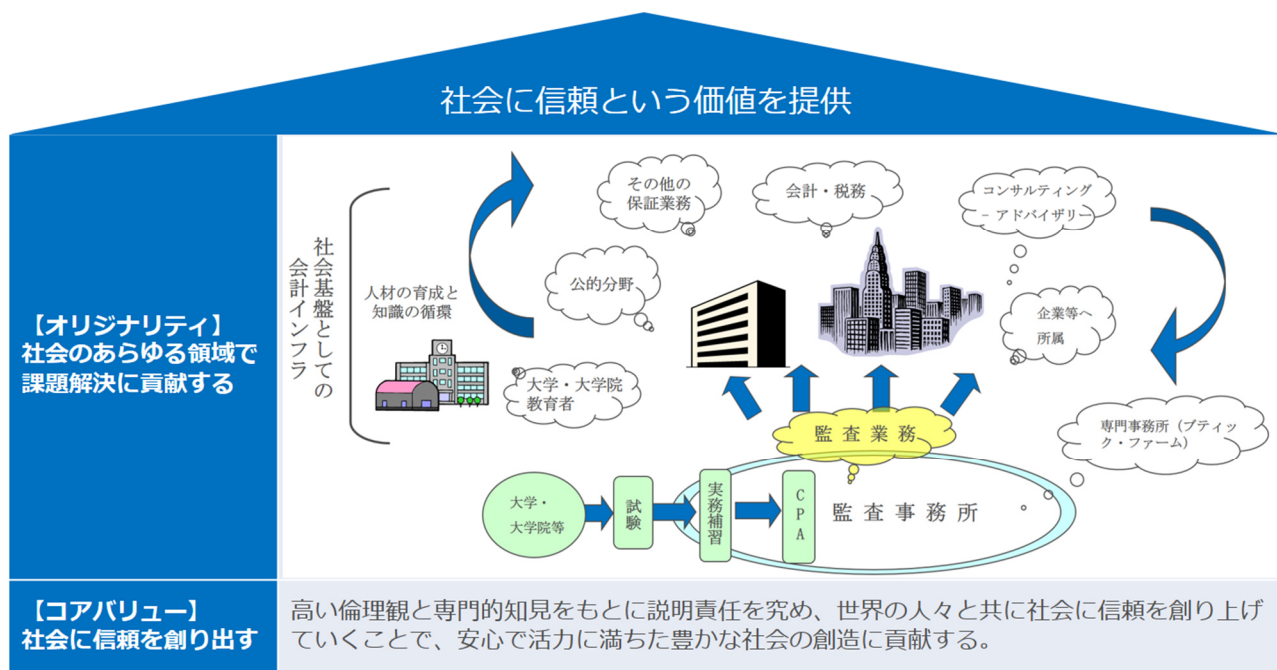 社会に信頼という価値を提供
【オリジナリティ】
社会のあらゆる領域で
課題解決に貢献する
社会基盤としての
会計インフラ
人材の育成と
知識の循環
その他の
保証業務
会計・税務
コンサルティング
– アドバイザリー
公的分野
企業等へ
所属
大学・大学院
教育者
専門事務所(ブティッ
ク・ファーム)
監査業務
大学・
大学院等
試験
実務補習
CPA
監査事務所
【コアバリュー】
社会に信頼を創り出す
高い倫理観と専門的知見をもとに説明責任を究め、世界の人々と共に社会に信頼を創り上げ
ていくことで、安心で活力に満ちた豊かな社会の創造に貢献する。